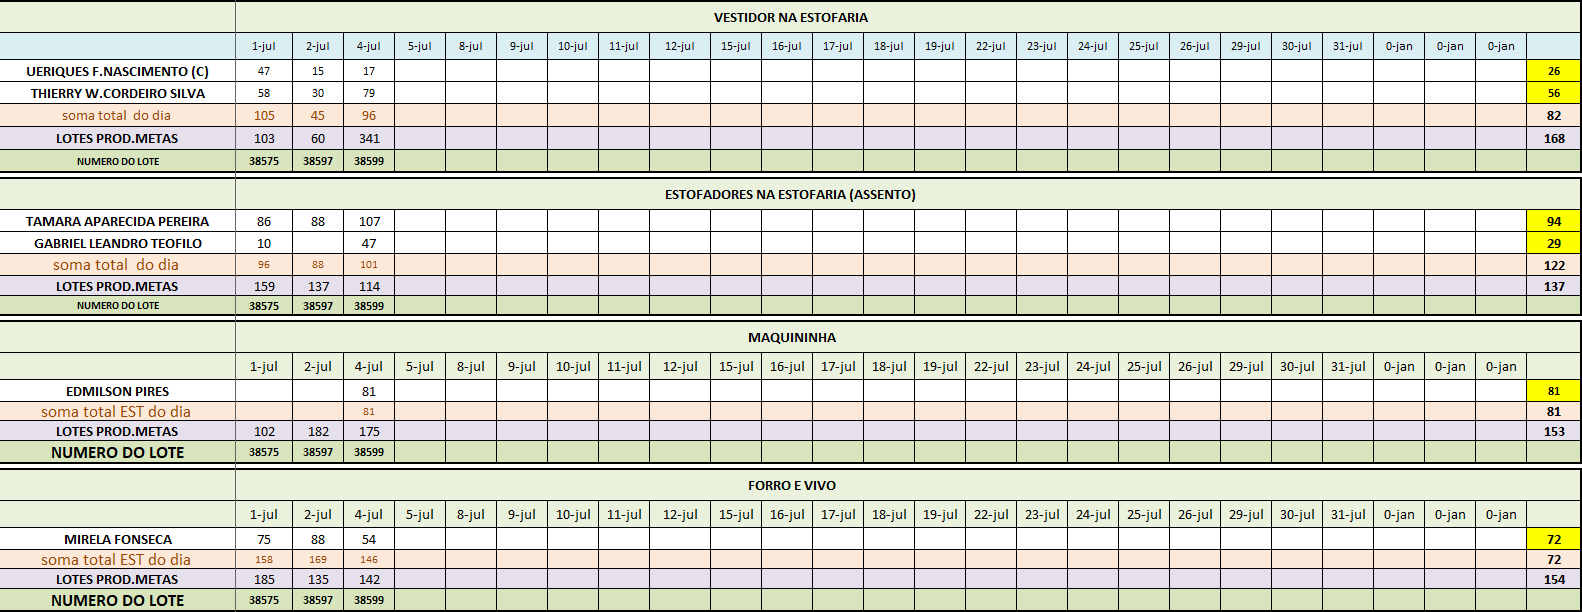 VESTIDOR NA ESTOFARIA
1-jul 2-jul 4-jul 5-jul 8-jul 9-jul 10-jul 11-jul 12-jul 15-jul 16-jul 17-jul 18-jul 19-jul 22-jul 23-jul 24-jul 25-jul 26-jul 29-jul 30-jul 31-jul 0-jan 0-jan 0-jan
UERIQUES F.NASCIMENTO (C) 47 15 17 26
THIERRY W.CORDEIRO SILVA 58 30 79 56
soma total do dia 105 45 96 82
LOTES PROD.METAS 103 60 341 168
NUMERO DO LOTE 38575 38597 38599
ESTOFADORES NA ESTOFARIA (ASSENTO)
TAMARA APARECIDA PEREIRA 86 88 107 94
GABRIEL LEANDRO TEOFILO 10 47 29
soma total do dia 96 88 101 122
LOTES PROD.METAS 159 137 114 137
NUMERO DO LOTE 38575 38597 38599
MAQUININHA
1-jul 2-jul 4-jul 5-jul 8-jul 9-jul 10-jul 11-jul 12-jul 15-jul 16-jul 17-jul 18-jul 19-jul 22-jul 23-jul 24-jul 25-jul 26-jul 29-jul 30-jul 31-jul 0-jan 0-jan 0-jan
EDMILSON PIRES 81 81
soma total EST do dia 81 81
LOTES PROD.METAS 102 182 175 153
NUMERO DO LOTE 38575 38597 38599
FORRO E VIVO
1-jul 2-jul 4-jul 5-jul 8-jul 9-jul 10-jul 11-jul 12-jul 15-jul 16-jul 17-jul 18-jul 19-jul 22-jul 23-jul 24-jul 25-jul 26-jul 29-jul 30-jul 31-jul 0-jan 0-jan 0-jan
MIRELA FONSECA 75 88 54 72
soma total EST do dia 158 169 146 72
LOTES PROD.METAS 185 135 142 154
NUMERO DO LOTE 38575 38597 38599